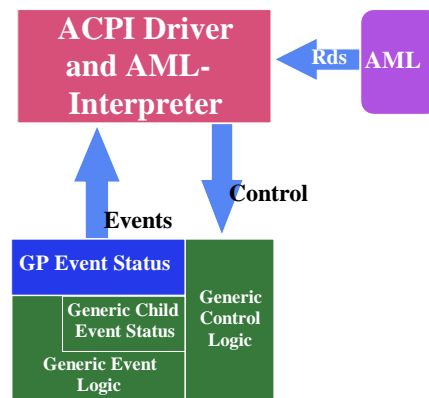 ACPI Driver
and AML-
Interpreter
Rds
AML
Control
Events
GP Event Status
Generic Child
Event Status
Generic Event
Logic
Generic
Control
Logic